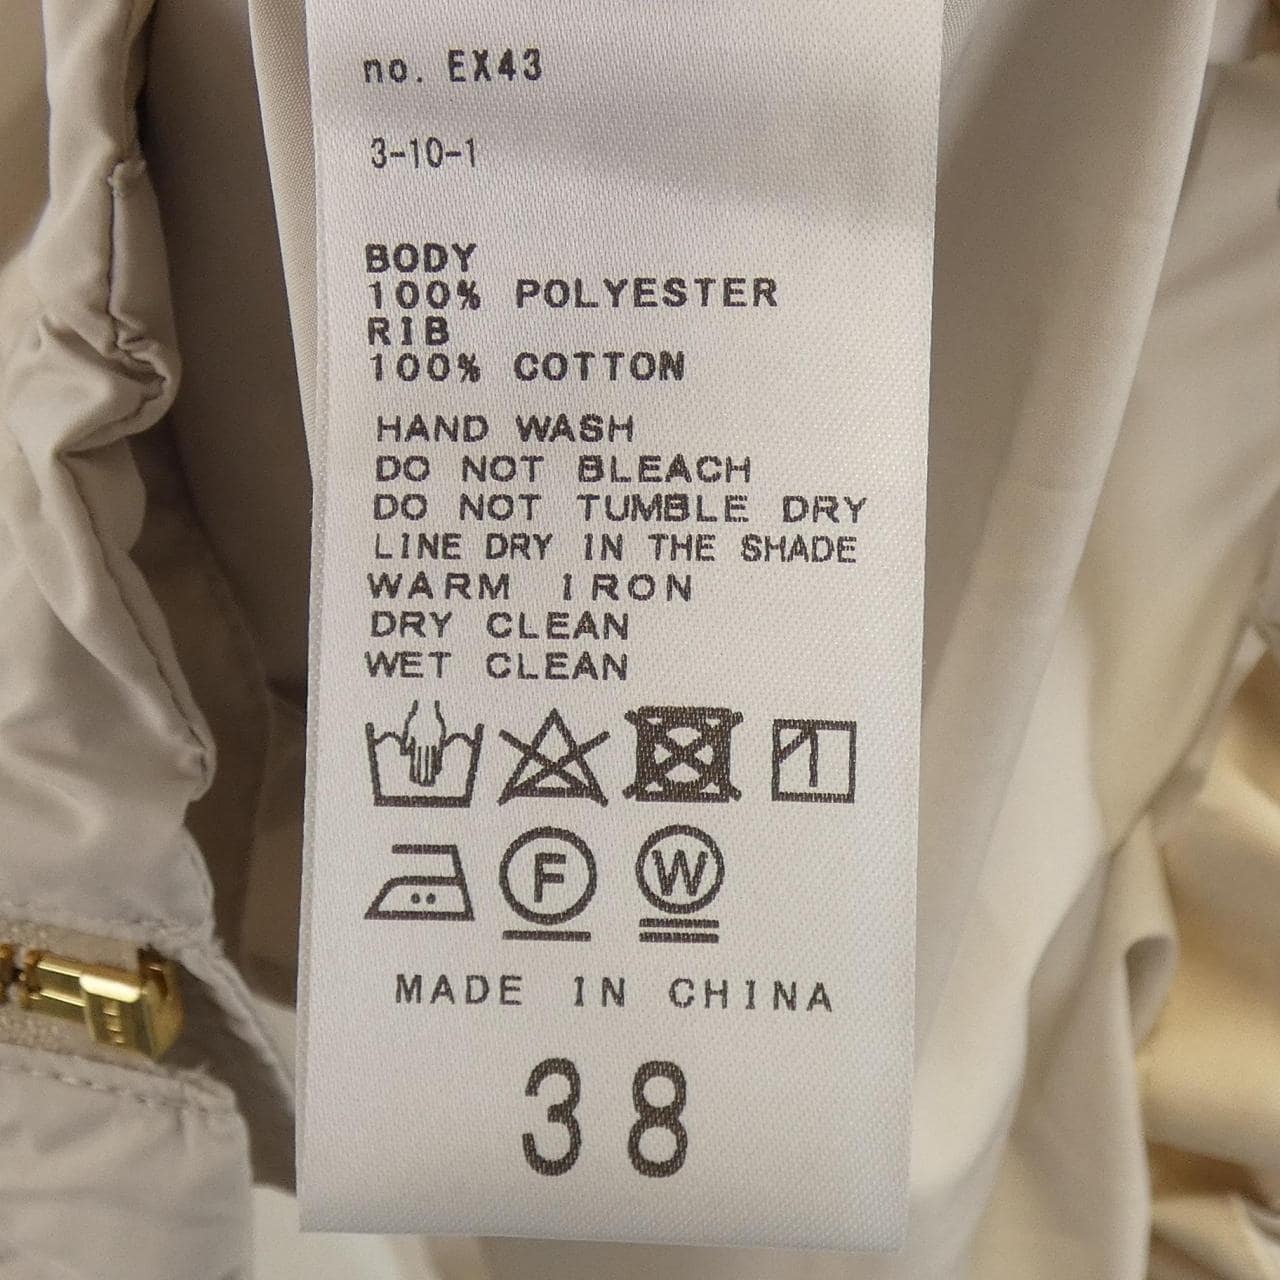 no. EX43
3-10-1
BODY
100% POLYESTER
RIB
100% COTTON
HAND WASH
DO NOT BLEACH
DO NOT TUMBLE DRY
LINE DRY IN THE SHADE
WARM IRON
DRY CLEAN
WET CLEAN
F W
MADE IN CHINA
38